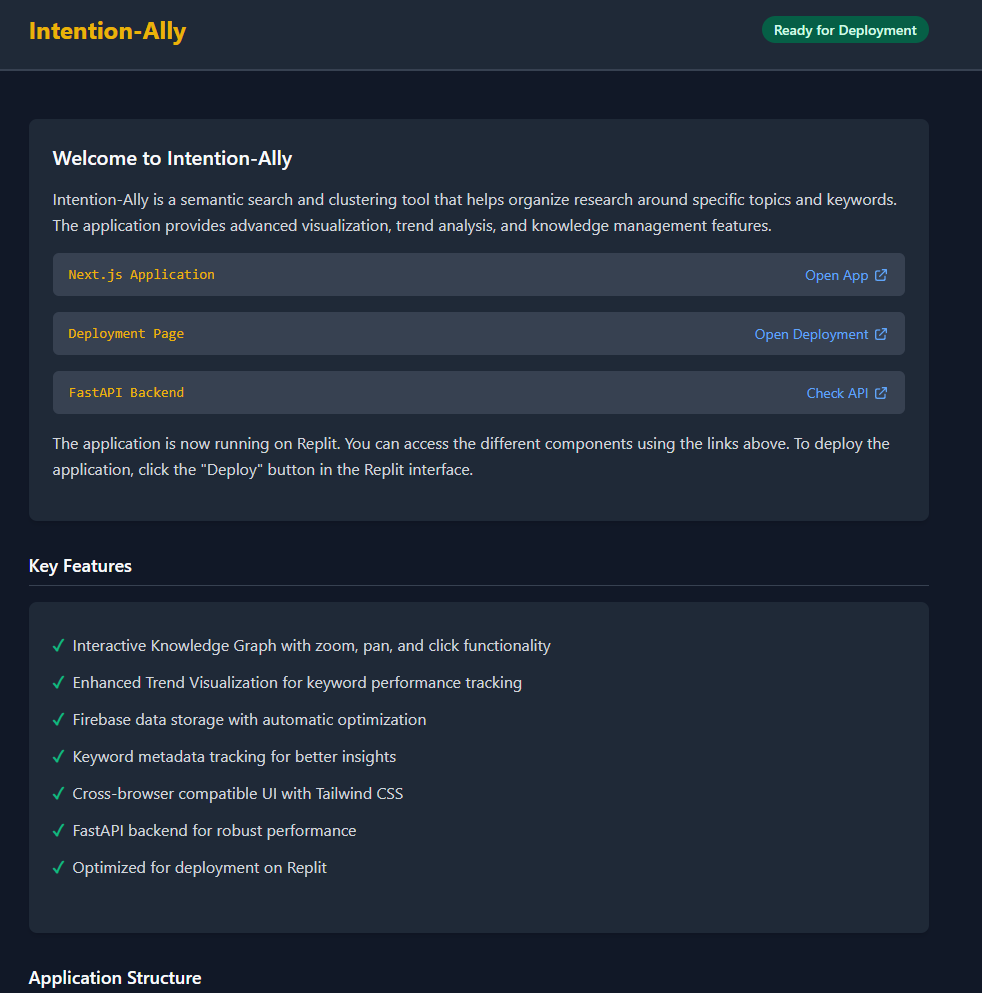 Intention-Ally
Ready for Deployment
Welcome to Intention-Ally
Intention-Ally is a semantic search and clustering tool that helps organize research around specific topics and keywords.
The application provides advanced visualization, trend analysis, and knowledge management features.
Next.js Application
Open App
Deployment Page
Open Deployment
FastAPI Backend
Check API
The application is now running on Replit. You can access the different components using the links above. To deploy the
application, click the "Deploy" button in the Replit interface.
Key Features
✓ Interactive Knowledge Graph with zoom, pan, and click functionality
✓ Enhanced Trend Visualization for keyword performance tracking
✓ Firebase data storage with automatic optimization
✓ Keyword metadata tracking for better insights
✓ Cross-browser compatible UI with Tailwind CSS
✓ FastAPI backend for robust performance
✓ Optimized for deployment on Replit
Application Structure